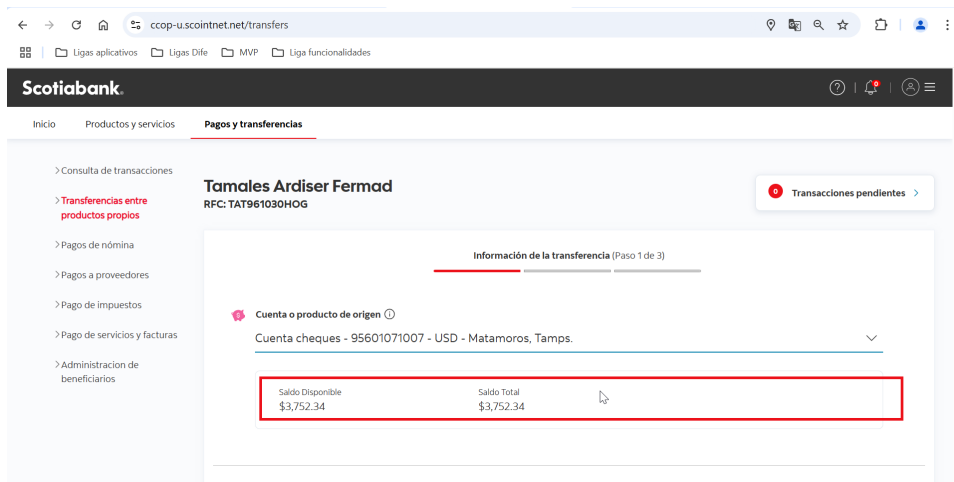 ccop-u.scointnet.net/transfers
Ligas aplicativos Ligas Dife MVP Liga funcionalidades
Scotiabank.
Inicio Productos y servicios Pagos y transferencias
Consulta de transacciones
Transferencias entre
productos propios
Pagos de nómina
Pagos a proveedores
Pago de impuestos
Pago de servicios y facturas
Administracion de
beneficiarios
Tamales Ardiser Fermad
RFC: TAT961030HOG
0 Transacciones pendientes
Información de la transferencia (Paso 1 de 3)
Cuenta o producto de origen
Cuenta cheques - 95601071007 - USD - Matamoros, Tamps.
Saldo Disponible Saldo Total
$3,752.34 $3,752.34